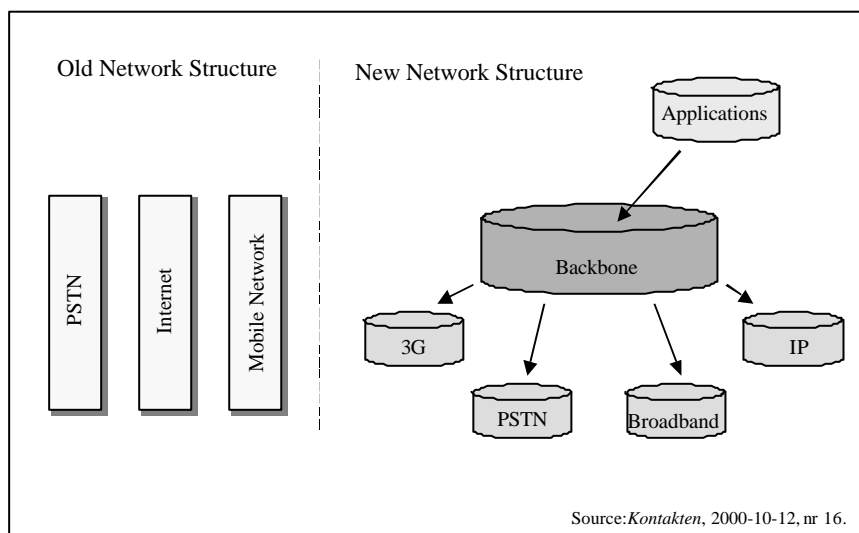 Old Network Structure
New Network Structure
PSTN
Internet
Mobile Network
Applications
Backbone
3G
IP
PSTN
Broadband
Source:Kontakten, 2000-10-12, nr 16.